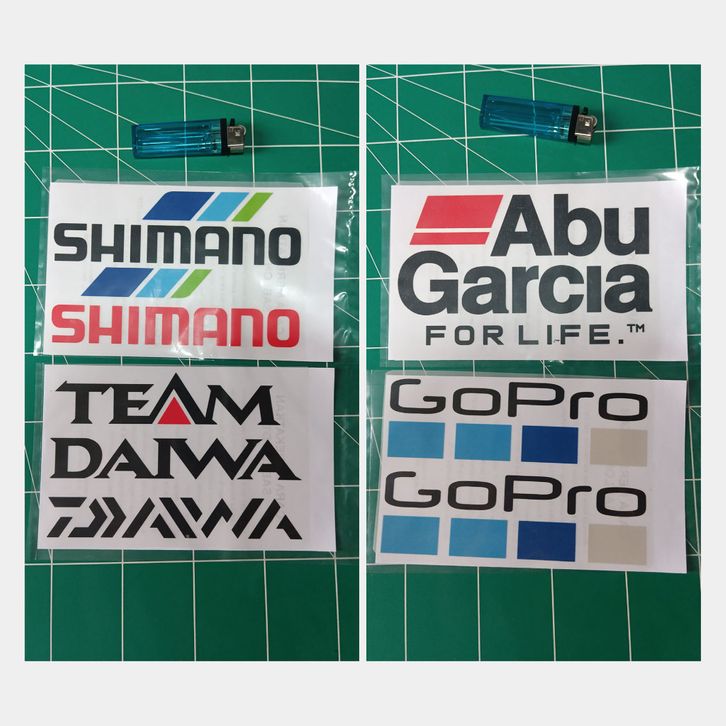 SHIMANO
SHIMANO
TEAM
DAIWA
DAIWA
Abu
Garcia
FOR LIFE.™
GoPro
GoPro